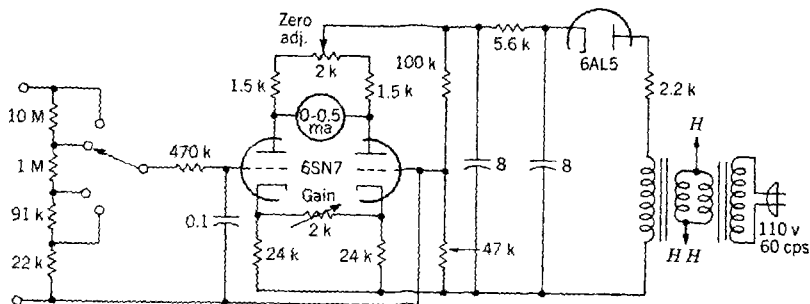 Zero
adj.
2 k
1.5 k
1.5 k
0-0.5
ma
100 k
5.6 k
6AL5
2.2 k
10 M
1 M
91 k
22 k
470 k
0.1
6SN7
Gain
2 k
24 k
24 k
47 k
8
8
H
H H
110 v
60 cps